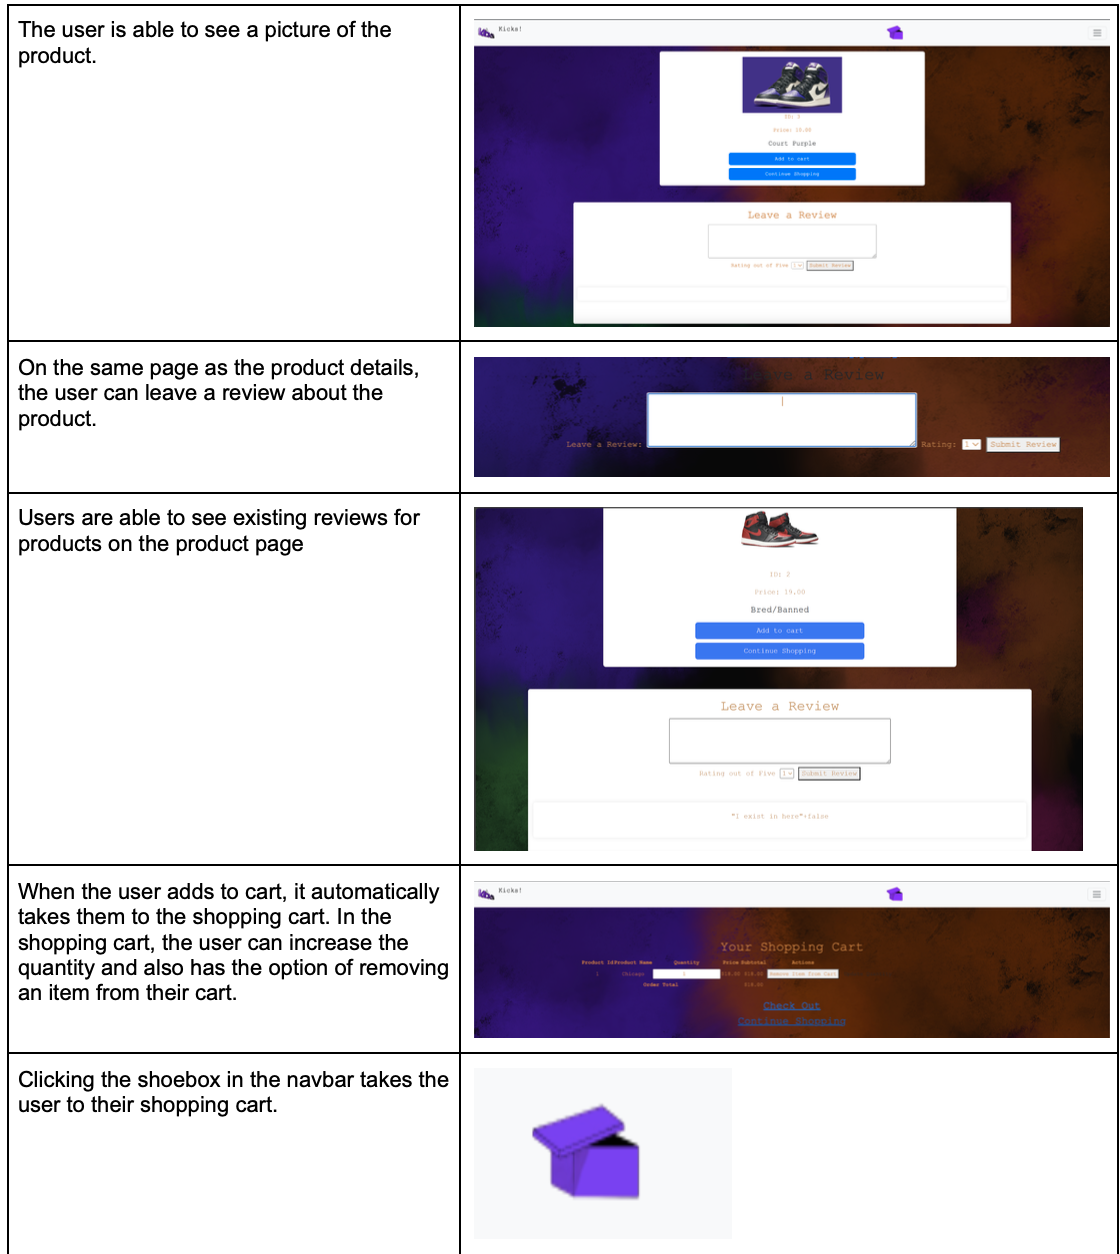 The user is able to see a picture of the
product.
Kicks!
Price: 10.00
Court Purple
Add to cart
Continue Shopping
Leave a Review
Rating out of Five 1 Submit Review
On the same page as the product details,
the user can leave a review about the
product.
Leave a Review
Leave a Review:
Rating: 1 Submit Review
Users are able to see existing reviews for
products on the product page
ID: 2
Price: 19.00
Bred/Banned
Add to cart
Continue Shopping
Leave a Review
Rating out of Five 1 Submit Review
"I exist in here"+false
When the user adds to cart, it automatically
takes them to the shopping cart. In the
shopping cart, the user can increase the
quantity and also has the option of removing
an item from their cart.
Kicks!
Your Shopping Cart
Product Id Product Name Quantity Price Subtotal Actions
1 Chicago 1 $18.00 $18.00 Remove Item from Cart
Order Total $18.00
Check Out
Continue Shopping
Clicking the shoebox in the navbar takes the
user to their shopping cart.